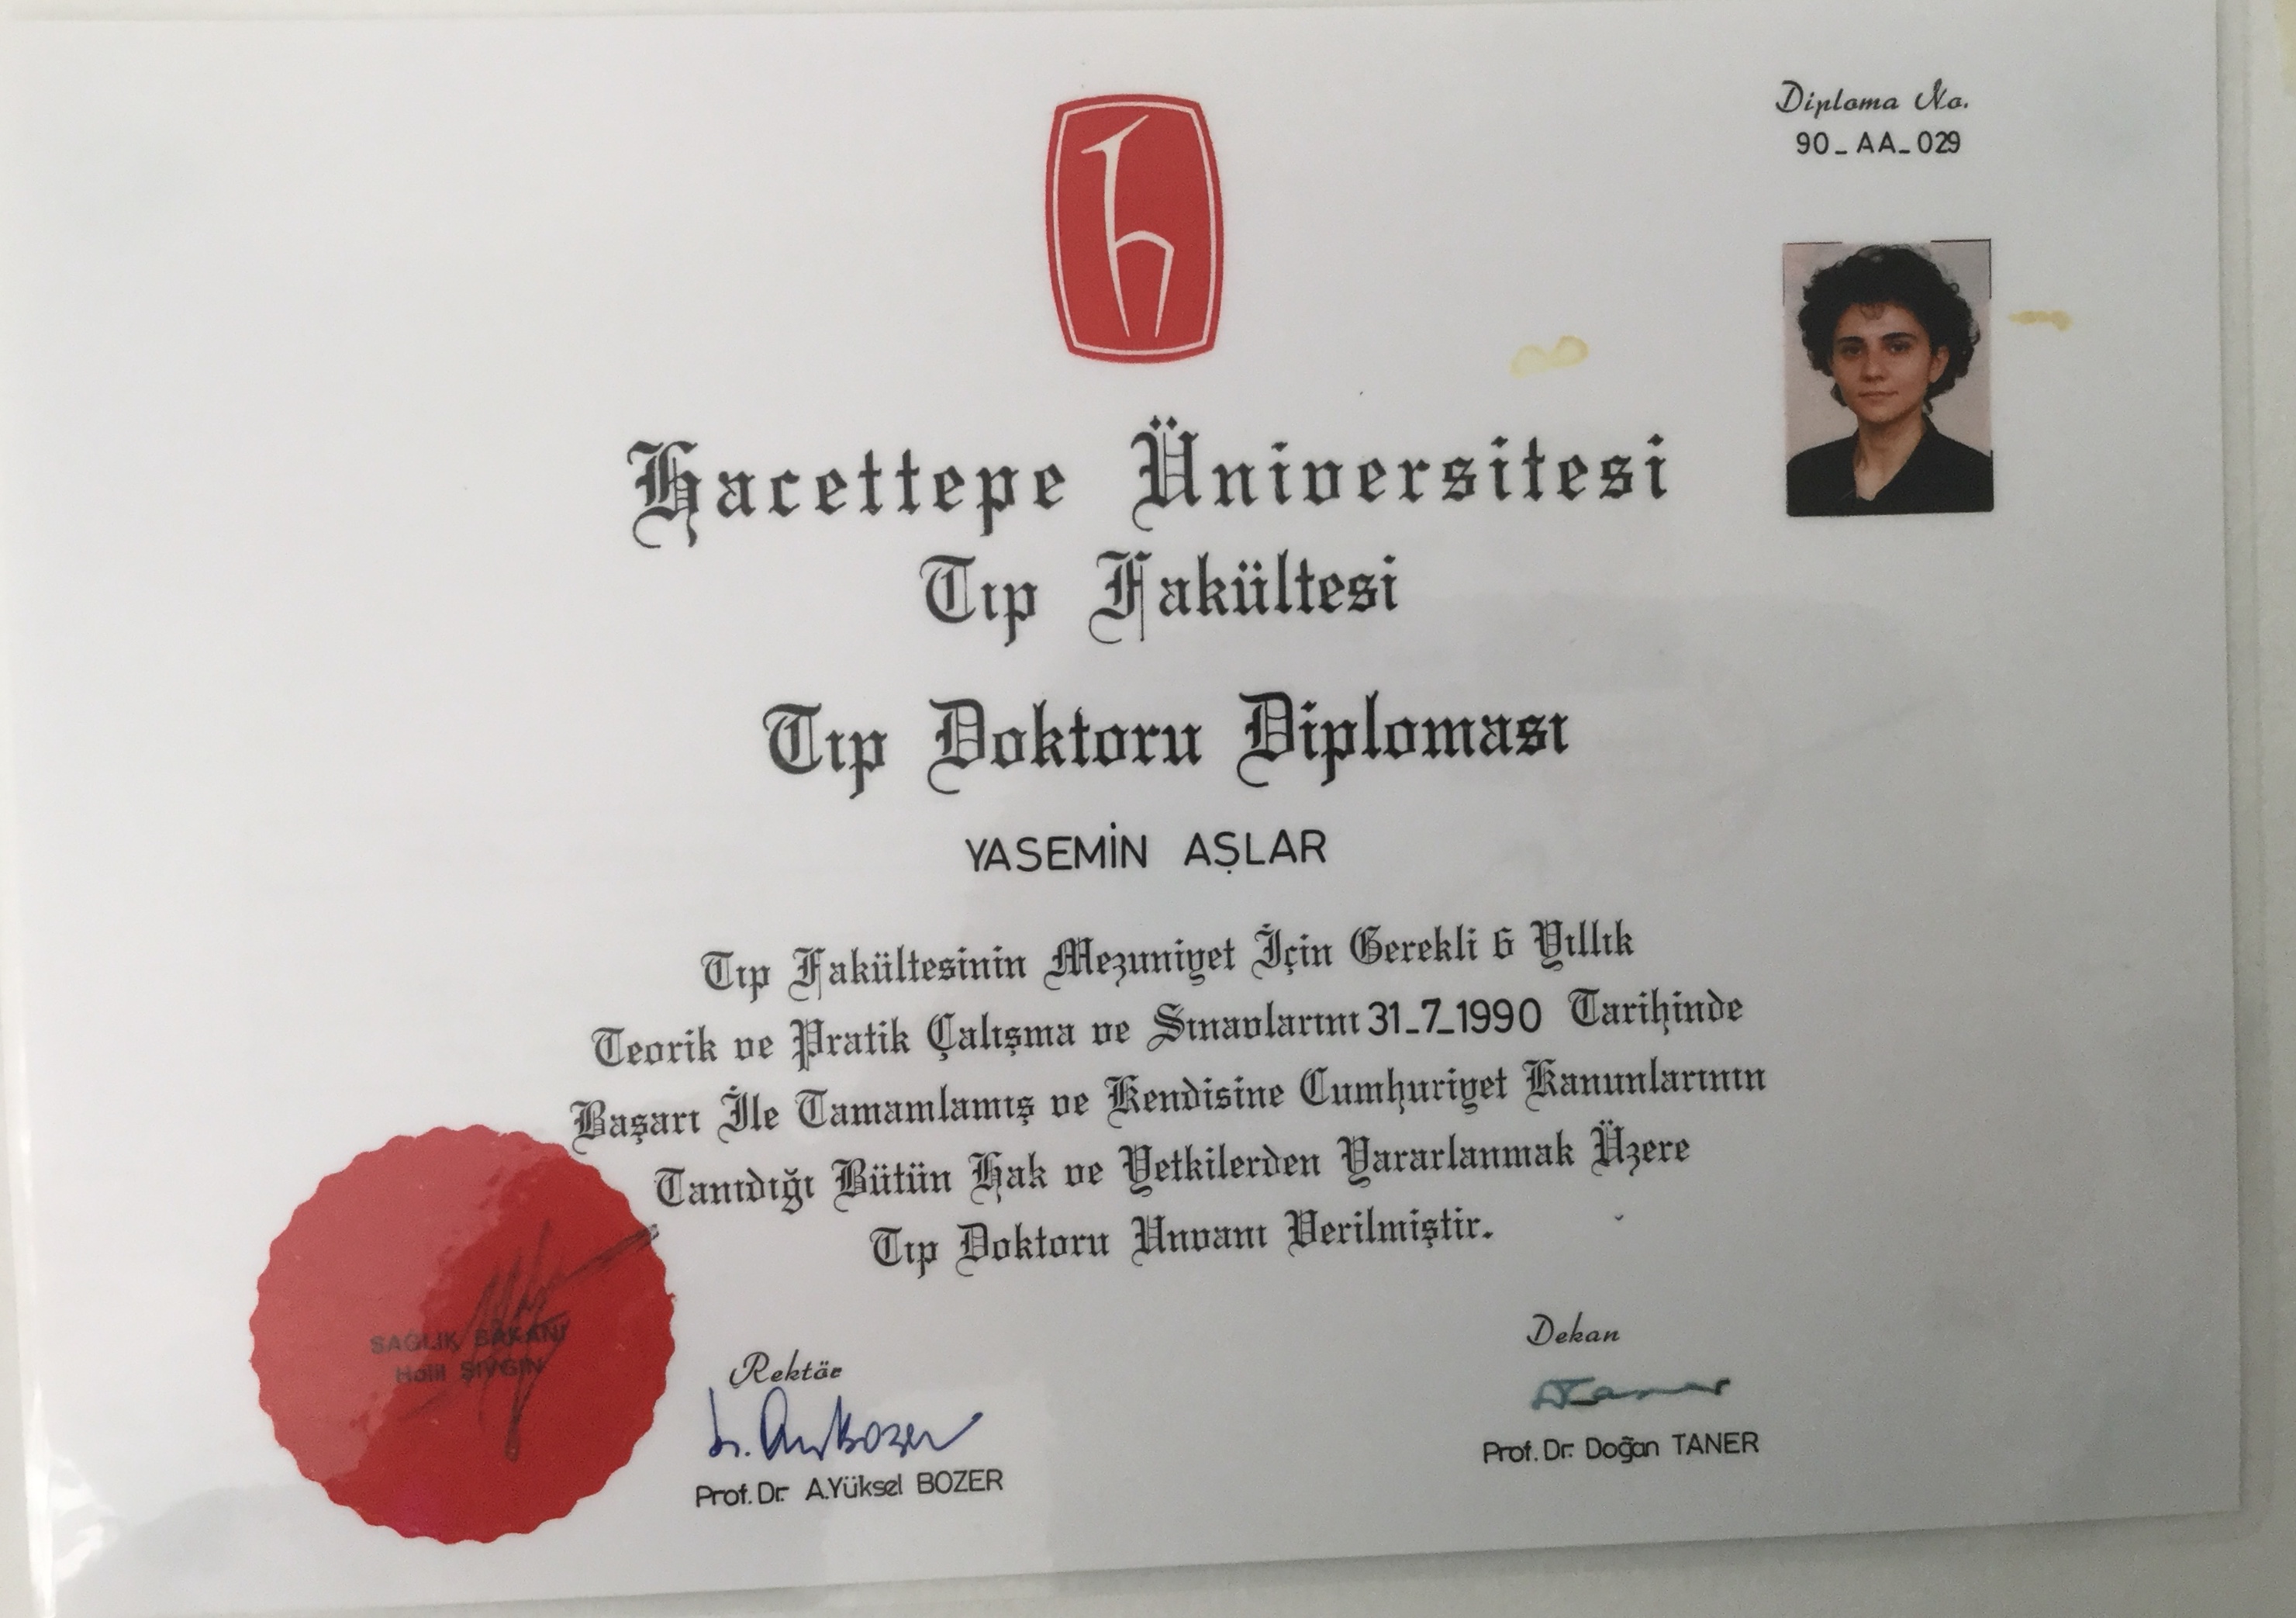 Diploma No.
90_AA_029
Hacettepe Üniversitesi
Tıp Fakültesi
Tıp Doktoru Diploması
YASEMİN AŞLAR
Tıp Fakültesinin Mezuniyet İçin Gerekli 6 Yıllık
Teorik ve Pratik Çalışma ve Sınavlarını 31_7_1990 Tarihinde
Başarı İle Tamamlamış ve Kendisine Cumhuriyet Kanunlarının
Tanıdığı Bütün Hak ve Yetkilerden Yararlanmak Üzere
Tıp Doktoru Unvanı Verilmiştir.
SAĞLIK BAKANI
Halil ŞIVGIN
Rektör
Prof. Dr. A.Yüksel BOZER
Dekan
Prof. Dr. Doğan TANER